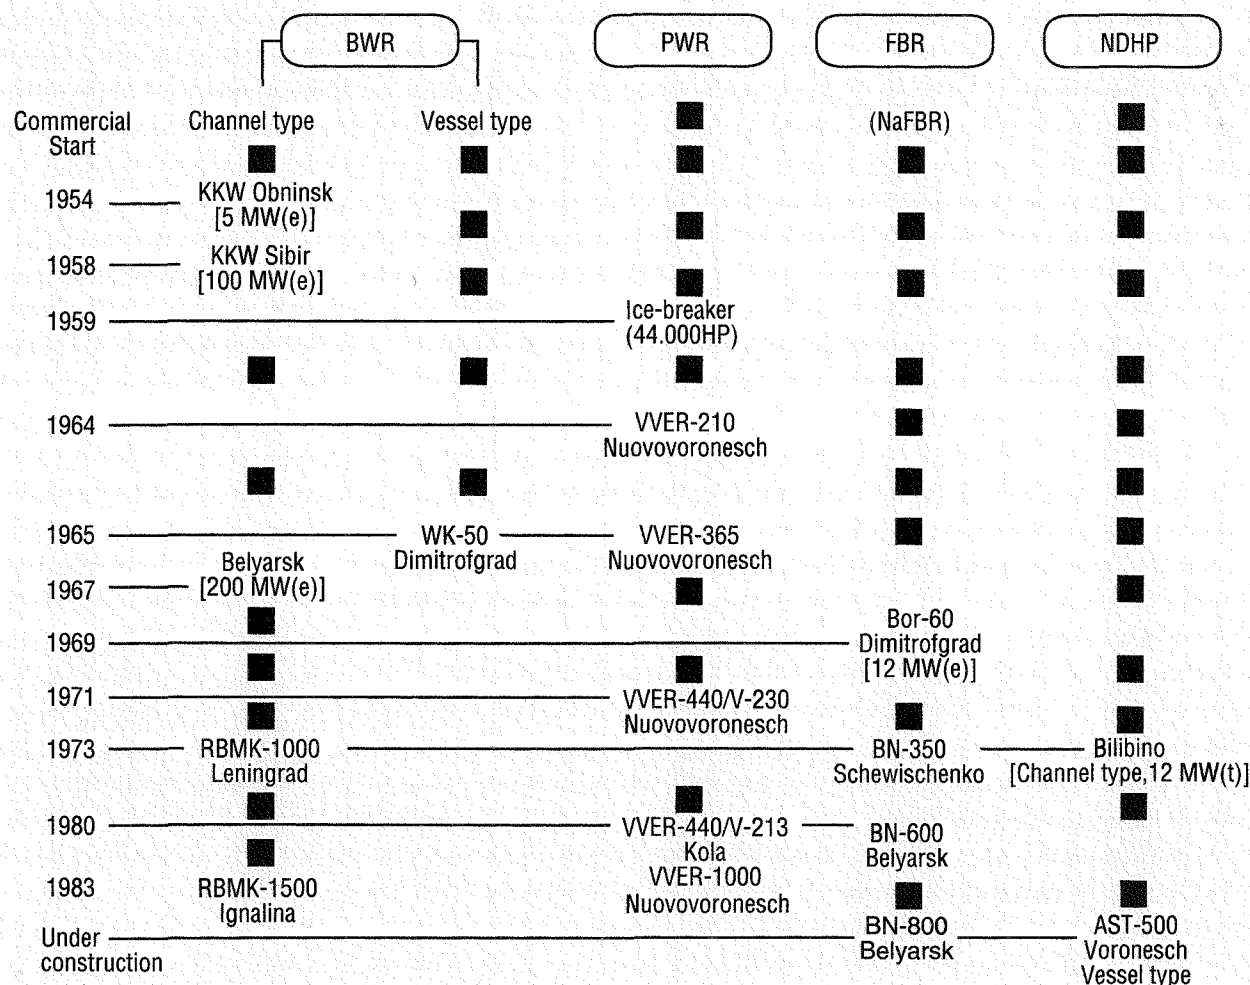 BWR PWR FBR NDHP
Commercial Start
Channel type Vessel type (NaFBR)
1954 KKW Obninsk
[5 MW(e)]
1958 KKW Sibir
[100 MW(e)]
1959 Ice-breaker
(44.000HP)
1964 VVER-210
Nuovovoronesch
1965 WK-50 VVER-365
Dimitrofgrad Nuovovoronesch
1967 Belyarsk
[200 MW(e)]
1969 Bor-60
Dimitrofgrad
[12 MW(e)]
1971 VVER-440/V-230
Nuovovoronesch
1973 RBMK-1000 BN-350 Bilibino
Leningrad Schewischenko [Channel type,12 MW(t)]
1980 VVER-440/V-213 BN-600
Kola Belyarsk
1983 RBMK-1500 VVER-1000
Ignalina Nuovovoronesch
Under construction BN-800 AST-500
Belyarsk Voronesch
Vessel type